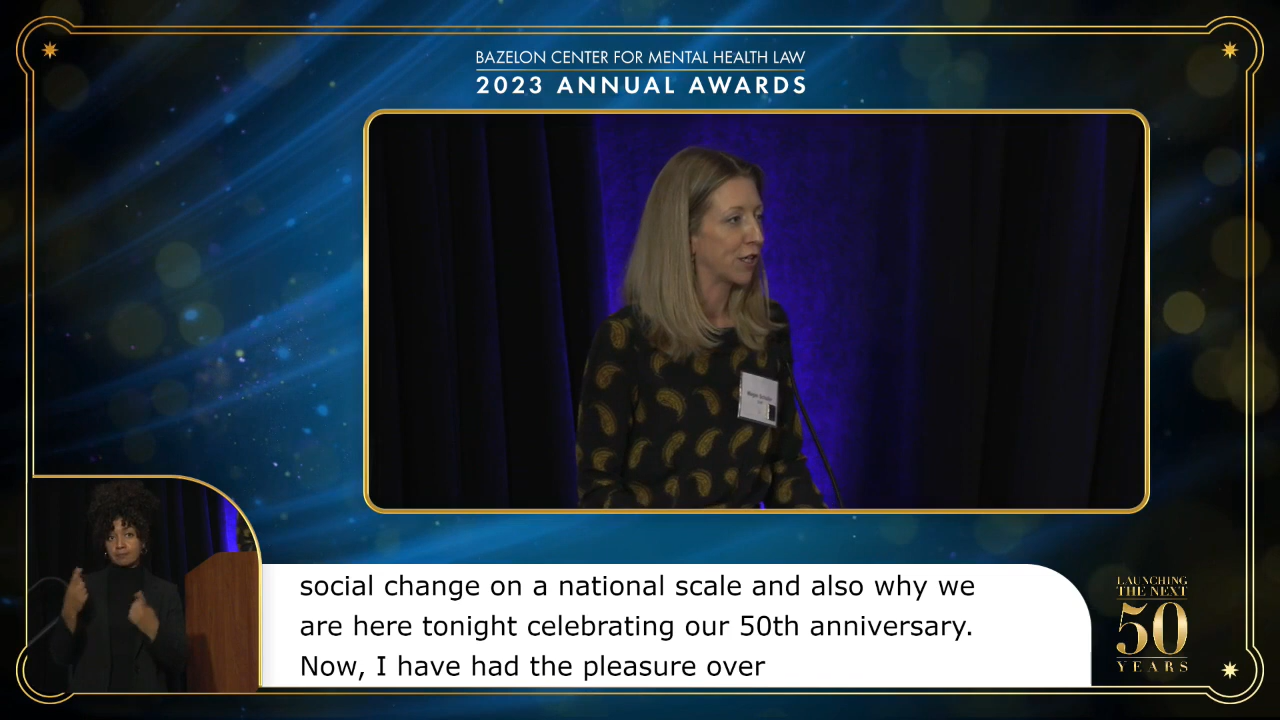 BAZELON CENTER FOR MENTAL HEALTH LAW
2023 ANNUAL AWARDS
social change on a national scale and also why we
are here tonight celebrating our 50th anniversary.
Now, I have had the pleasure over
LAUNCHING
THE NEXT
50
YEARS